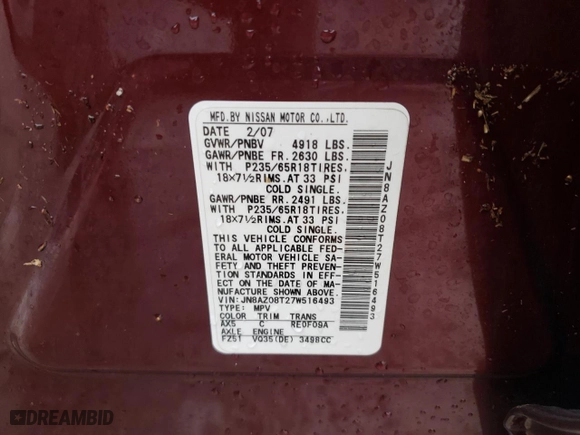 MFD.BY NISSAN MOTOR CO.,LTD.
DATE 2/07
GVWR/PNBV 4918 LBS.
GAWR/PNBE FR. 2630 LBS.
WITH P235/65R18TIRES.
18×7½RIMS.AT 33 PSI
COLD SINGLE.
GAWR/PNBE RR. 2491 LBS.
WITH P235/65R18TIRES.
18×7½RIMS.AT 33 PSI
COLD SINGLE.
THIS VEHICLE CONFORMS
TO ALL APPLICABLE FED-
ERAL MOTOR VEHICLE SA-
FETY AND THEFT PREVEN-
TION STANDARDS IN EFF-
ECT ON THE DATE OF MA-
VIN:JN8AZ08T27W516493
TYPE: MPV
COLOR TRIM TRANS
AX5 C RE0F09A
AXLE ENGINE
FZ51 VQ35(DE) 3498CC
JN8AZ08T27W516493
DREAMBID